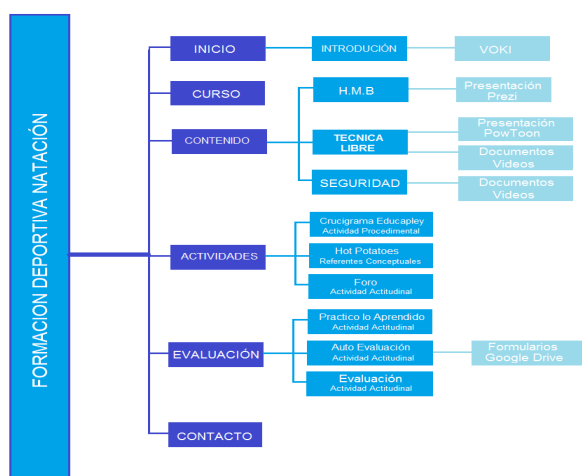 FORMACION DEPORTIVA NATACIÓN
INICIO
INTRODUCIÓN
VOKI
CURSO
CONTENIDO
H.M.B
Presentación
Prezi
TECNICA
LIBRE
Presentación
PowToon
Documentos
Videos
SEGURIDAD
Documentos
Videos
ACTIVIDADES
Crucigrama Educapley
Actividad Procedimental
Hot Potatoes
Referentes Conceptuales
Foro
Actividad Actitudinal
EVALUACIÓN
Practico lo Aprendido
Actividad Actitudinal
Auto Evaluación
Actividad Actitudinal
Formularios
Google Drive
Evaluación
Actividad Actitudinal
CONTACTO